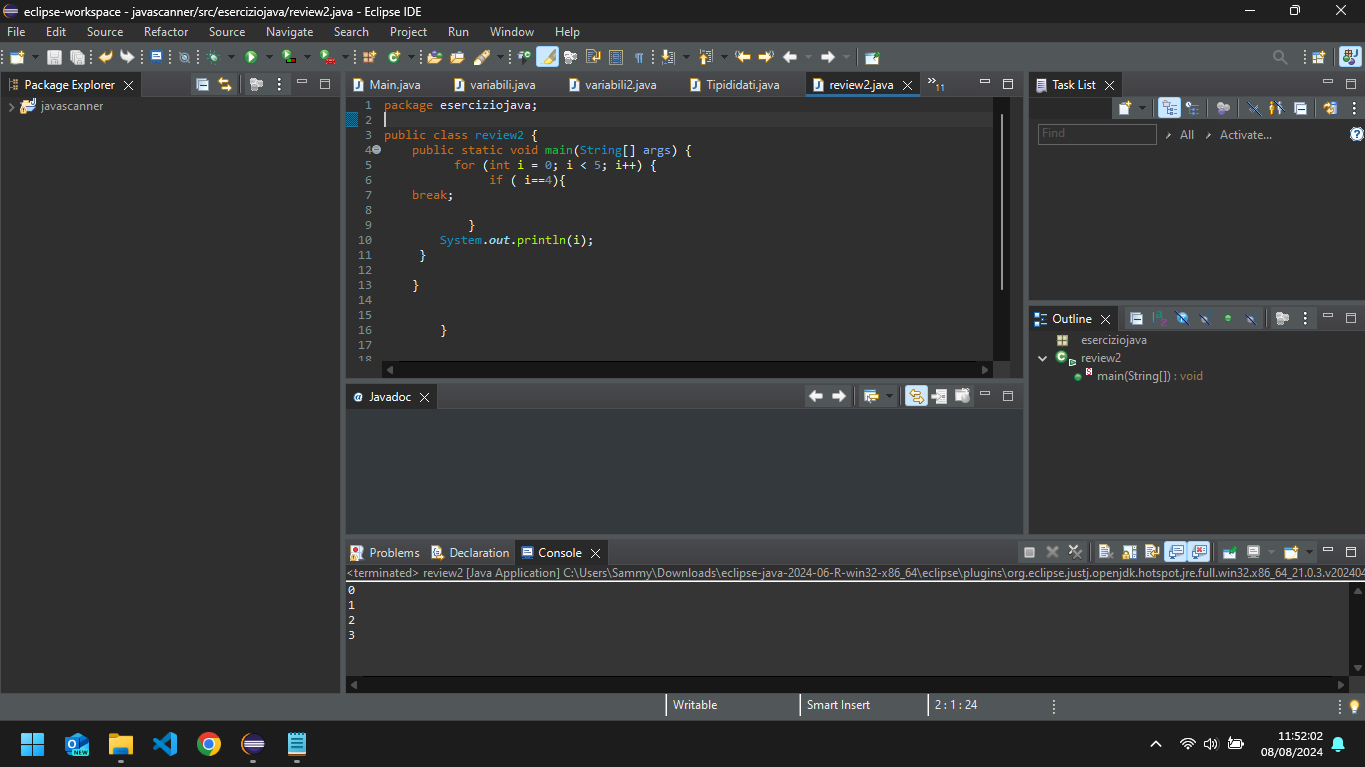 eclipse-workspace - javascanner/src/eserciziojava/review2.java - Eclipse IDE
File Edit Source Refactor Source Navigate Search Project Run Window Help
Package Explorer
javascanner
Main.java variabili.java variabili2.java Tipididati.java review2.java »11
1 package eserciziojava;
2
3 public class review2 {
4 public static void main(String[] args) {
5 for (int i = 0; i < 5; i++) {
6 if ( i==4){
7 break;
8
9 }
10 System.out.println(i);
11 }
12
13 }
14
15
16 }
17
18
Task List
Find All Activate...
Outline
eserciziojava
review2
main(String[]) : void
Javadoc
Problems Declaration Console
<terminated> review2 [Java Application] C:\Users\Sammy\Downloads\eclipse-java-2024-06-R-win32-x86_64\eclipse\plugins\org.eclipse.justj.openjdk.hotspot.jre.full.win32.x86_64_21.0.3.v202404
0
1
2
3
Writable Smart Insert 2 : 1 : 24
NEW
11:52:02
08/08/2024